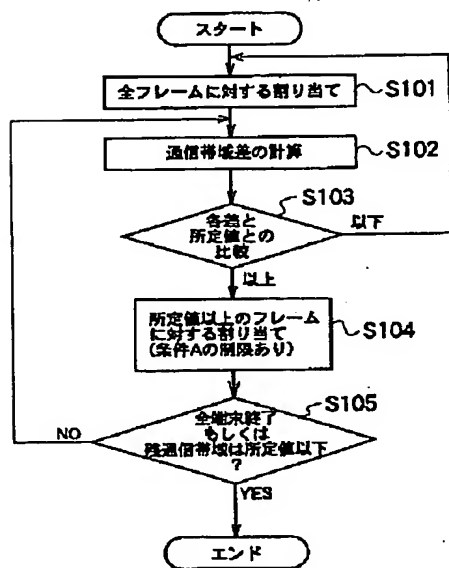 スタート
全フレームに対する割り当て
S101
通信帯域差の計算
S102
S103
各差と
所定値との
比較
以下
以上
所定値以上のフレーム
に対する割り当て
(条件Aの制限あり)
S104
S105
全端末終了
もしくは
残通信帯域は所定値以下
?
NO
YES
エンド